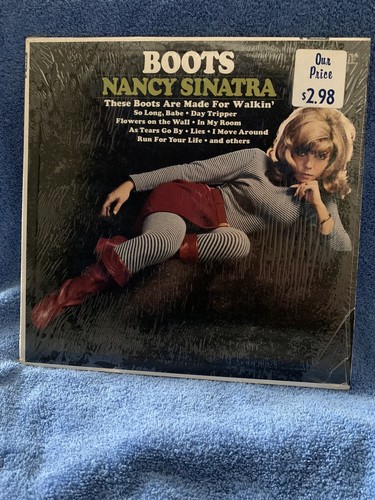 BOOTS
NANCY SINATRA
These Boots Are Made For Walkin'
So Long, Babe • Day Tripper
Flowers on the Wall • In My Room
As Tears Go By • Lies • I Move Around
Run For Your Life • and others
Our
Price
$2.98